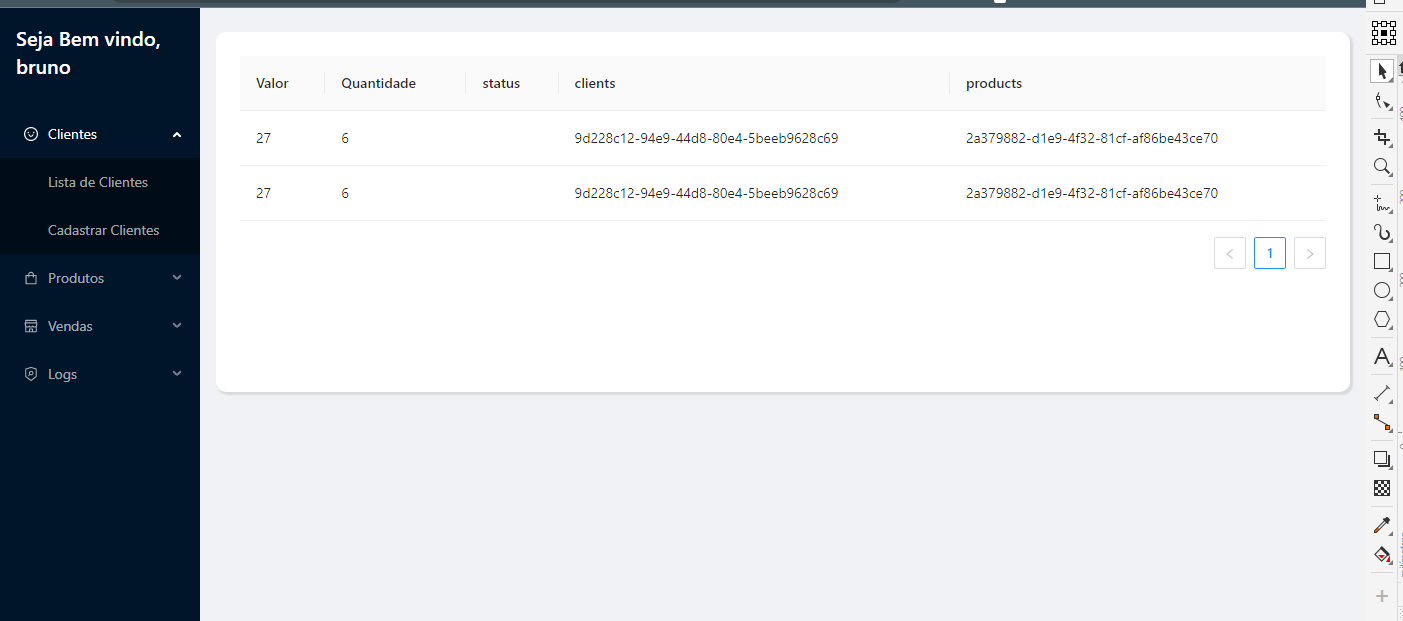 Seja Bem vindo,
bruno
Clientes
Lista de Clientes
Cadastrar Clientes
Produtos
Vendas
Logs
Valor Quantidade status clients products
27 6 9d228c12-94e9-44d8-80e4-5beeb9628c69 2a379882-d1e9-4f32-81cf-af86be43ce70
27 6 9d228c12-94e9-44d8-80e4-5beeb9628c69 2a379882-d1e9-4f32-81cf-af86be43ce70
< 1 >